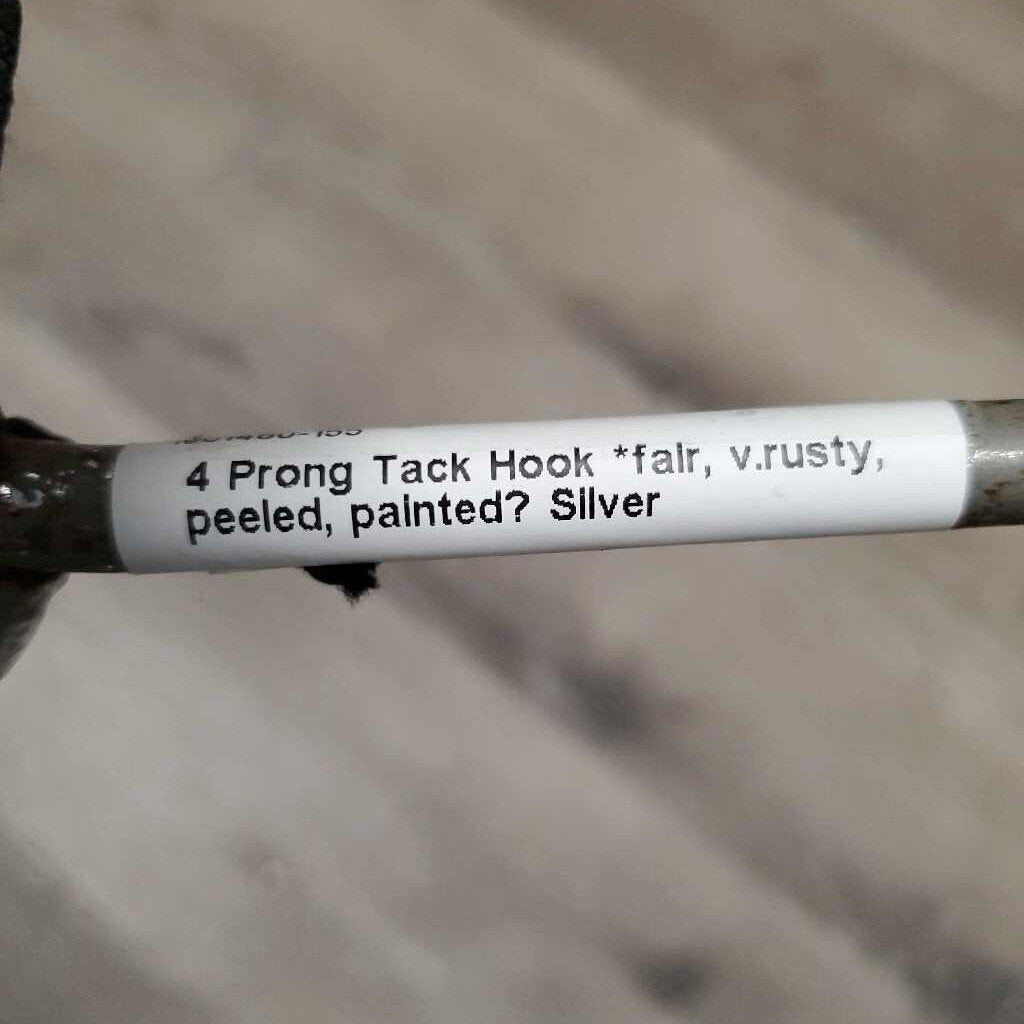 4 Prong Tack Hook *fair, v.rusty,
peeled, painted? Silver